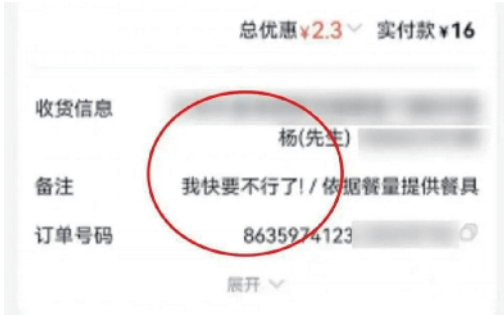 总优惠¥2.3 实付款¥16
收货信息
杨(先生)
备注 我快要不行了! / 依据餐量提供餐具
订单号码 8635974123
展开